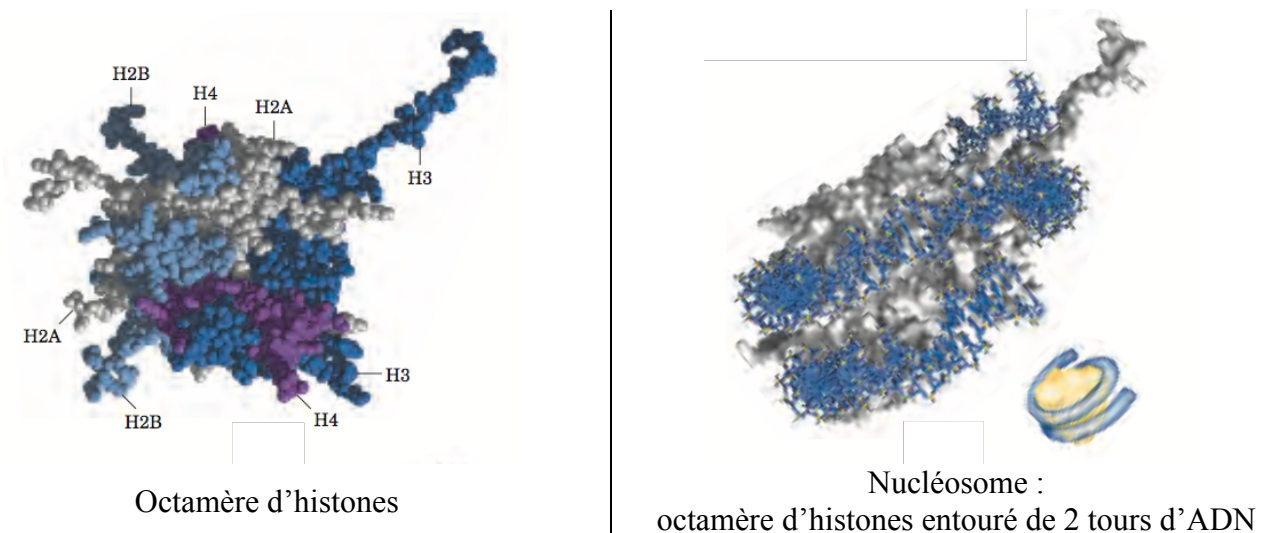 H2B
H4
H2A
H3
H2A
H3
H2B
H4
Octamère d’histones
Nucléosome :
octamère d’histones entouré de 2 tours d’ADN